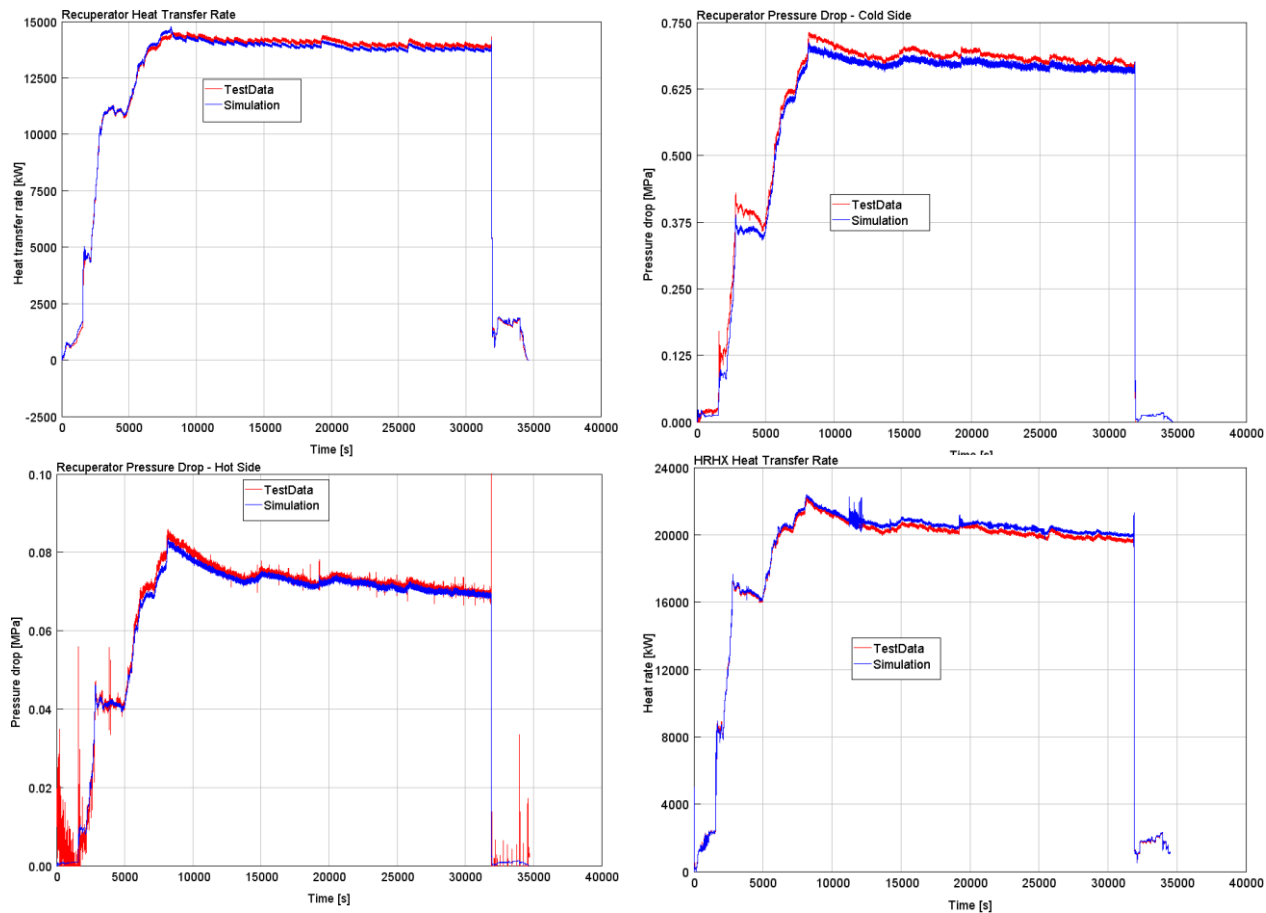 Recuperator Heat Transfer Rate
15000
12500
10000
7500
5000
2500
0
-2500
Heat transfer rate [kW]
TestData
Simulation
0 5000 10000 15000 20000 25000 30000 35000 40000
Time [s]
Recuperator Pressure Drop - Cold Side
0.750
0.625
0.500
0.375
0.250
0.125
0.000
Pressure drop [MPa]
TestData
Simulation
0 5000 10000 15000 20000 25000 30000 35000 40000
Time [s]
Recuperator Pressure Drop - Hot Side
0.10
0.08
0.06
0.04
0.02
0.00
Pressure drop [MPa]
TestData
Simulation
0 5000 10000 15000 20000 25000 30000 35000 40000
Time [s]
HRHX Heat Transfer Rate
24000
20000
16000
12000
8000
4000
0
Heat rate [kW]
TestData
Simulation
0 5000 10000 15000 20000 25000 30000 35000 40000
Time [s]